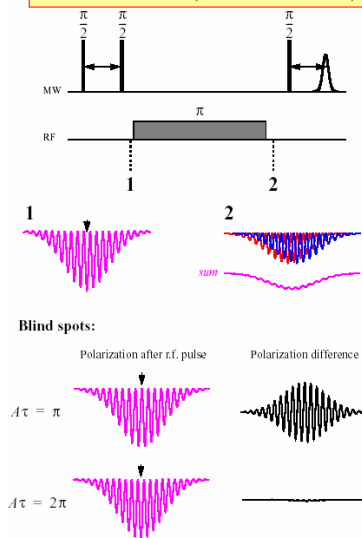 π/2 π/2 π/2
MW
π
RF
1 2
1 2
sum
Blind spots:
Polarization after r.f. pulse Polarization difference
Aτ = π
Aτ = 2π